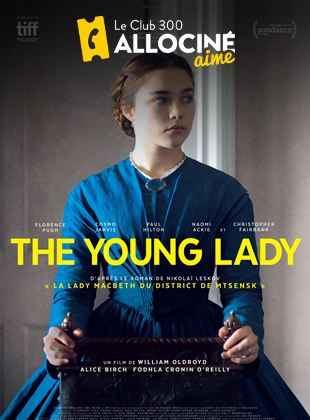 Le Club 300
ALLOCINÉ
aime
tiff
sundance
FLORENCE PUGH COSMO JARVIS PAUL HILTON NAOMI ACKIE ET CHRISTOPHER FAIRBANK
THE YOUNG LADY
D'APRÈS LE ROMAN DE NIKOLAÏ LESKOV
« LA LADY MACBETH DU DISTRICT DE MTSENSK »
UN FILM DE WILLIAM OLDROYD
ALICE BIRCH FODHLA CRONIN O'REILLY